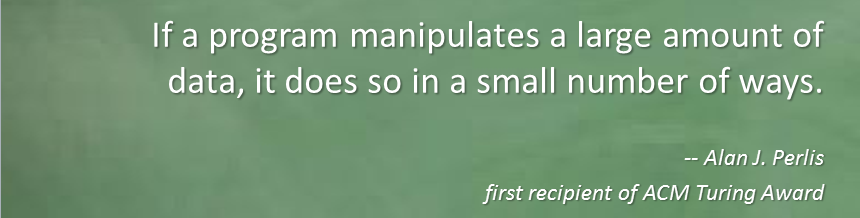 If a program manipulates a large amount of
data, it does so in a small number of ways.
-- Alan J. Perlis
first recipient of ACM Turing Award